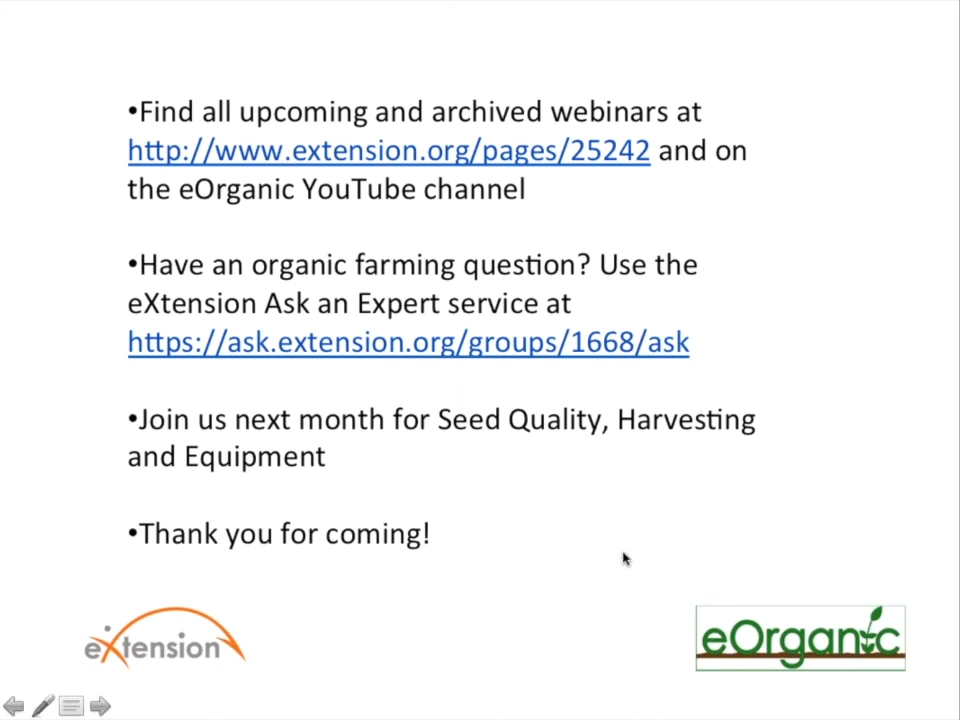 •Find all upcoming and archived webinars at
http://www.extension.org/pages/25242 and on
the eOrganic YouTube channel
•Have an organic farming question? Use the
eXtension Ask an Expert service at
https://ask.extension.org/groups/1668/ask
•Join us next month for Seed Quality, Harvesting
and Equipment
•Thank you for coming!
eXtension
eOrganic